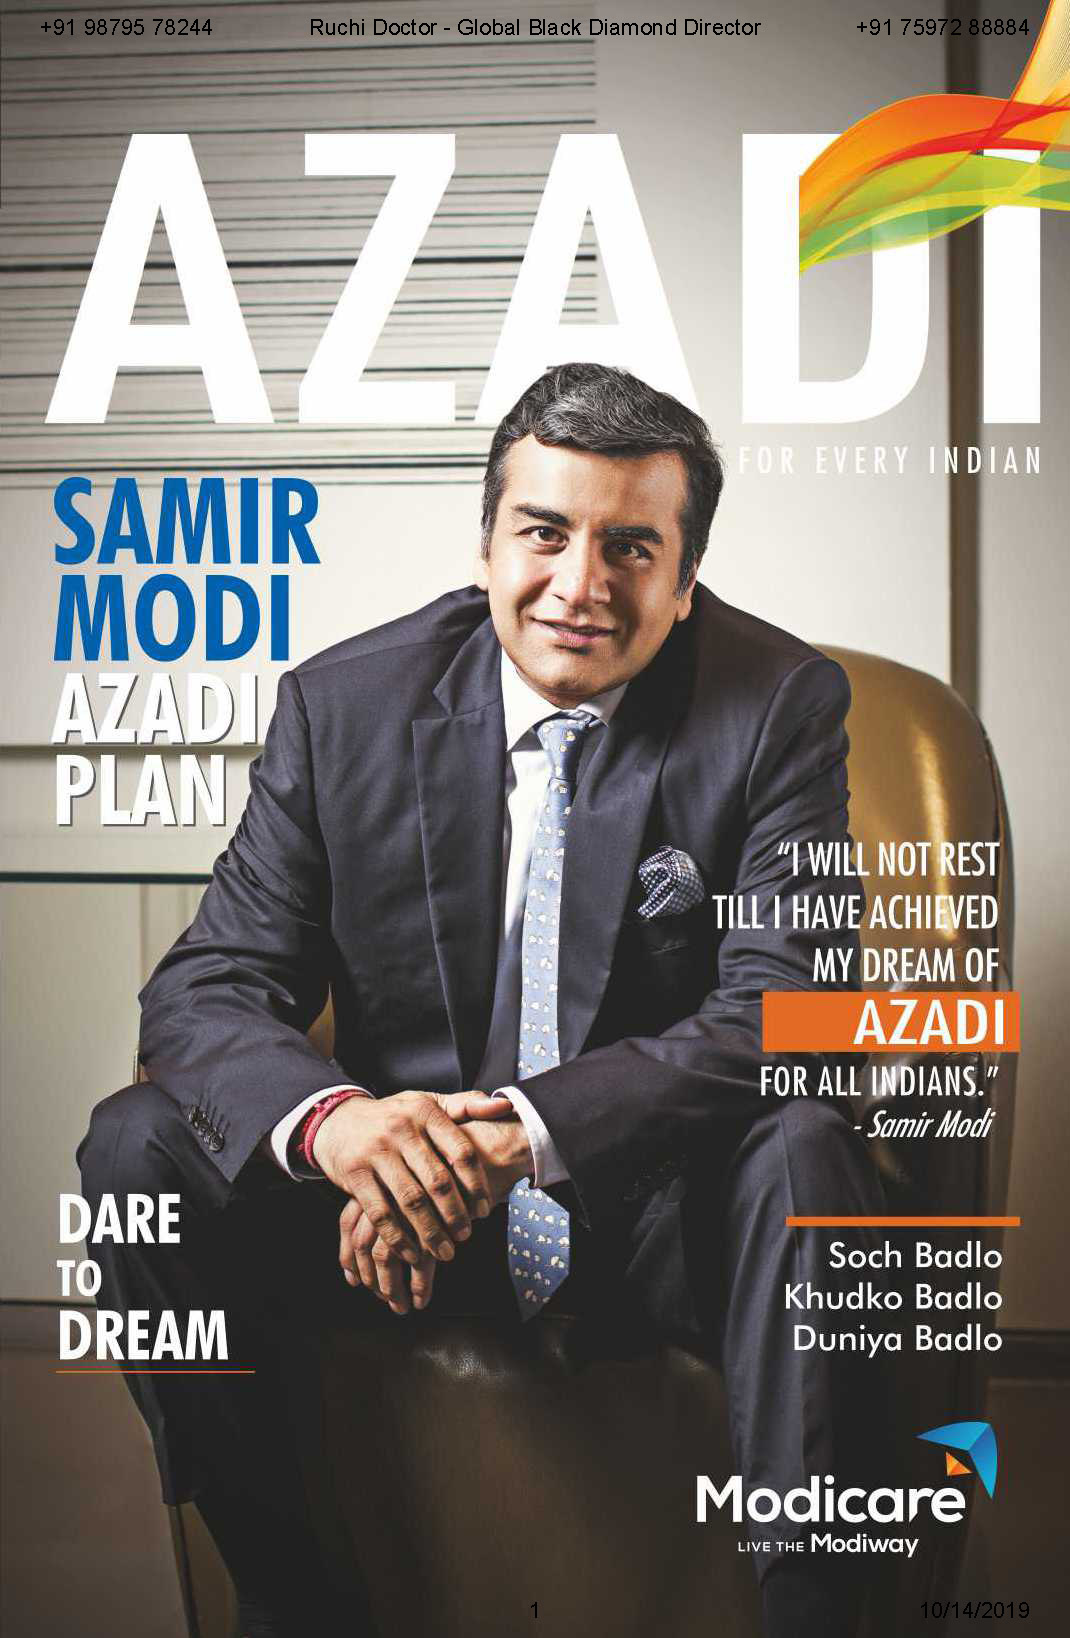 +91 98795 78244 Ruchi Doctor - Global Black Diamond Director +91 75972 88884
AZADI
FOR EVERY INDIAN
SAMIR
MODI
AZADI
PLAN
“I WILL NOT REST
TILL I HAVE ACHIEVED
MY DREAM OF
AZADI
FOR ALL INDIANS.”
- Samir Modi
DARE
TO
DREAM
Soch Badlo
Khudko Badlo
Duniya Badlo
Modicare
LIVE THE Modiway
1 10/14/2019